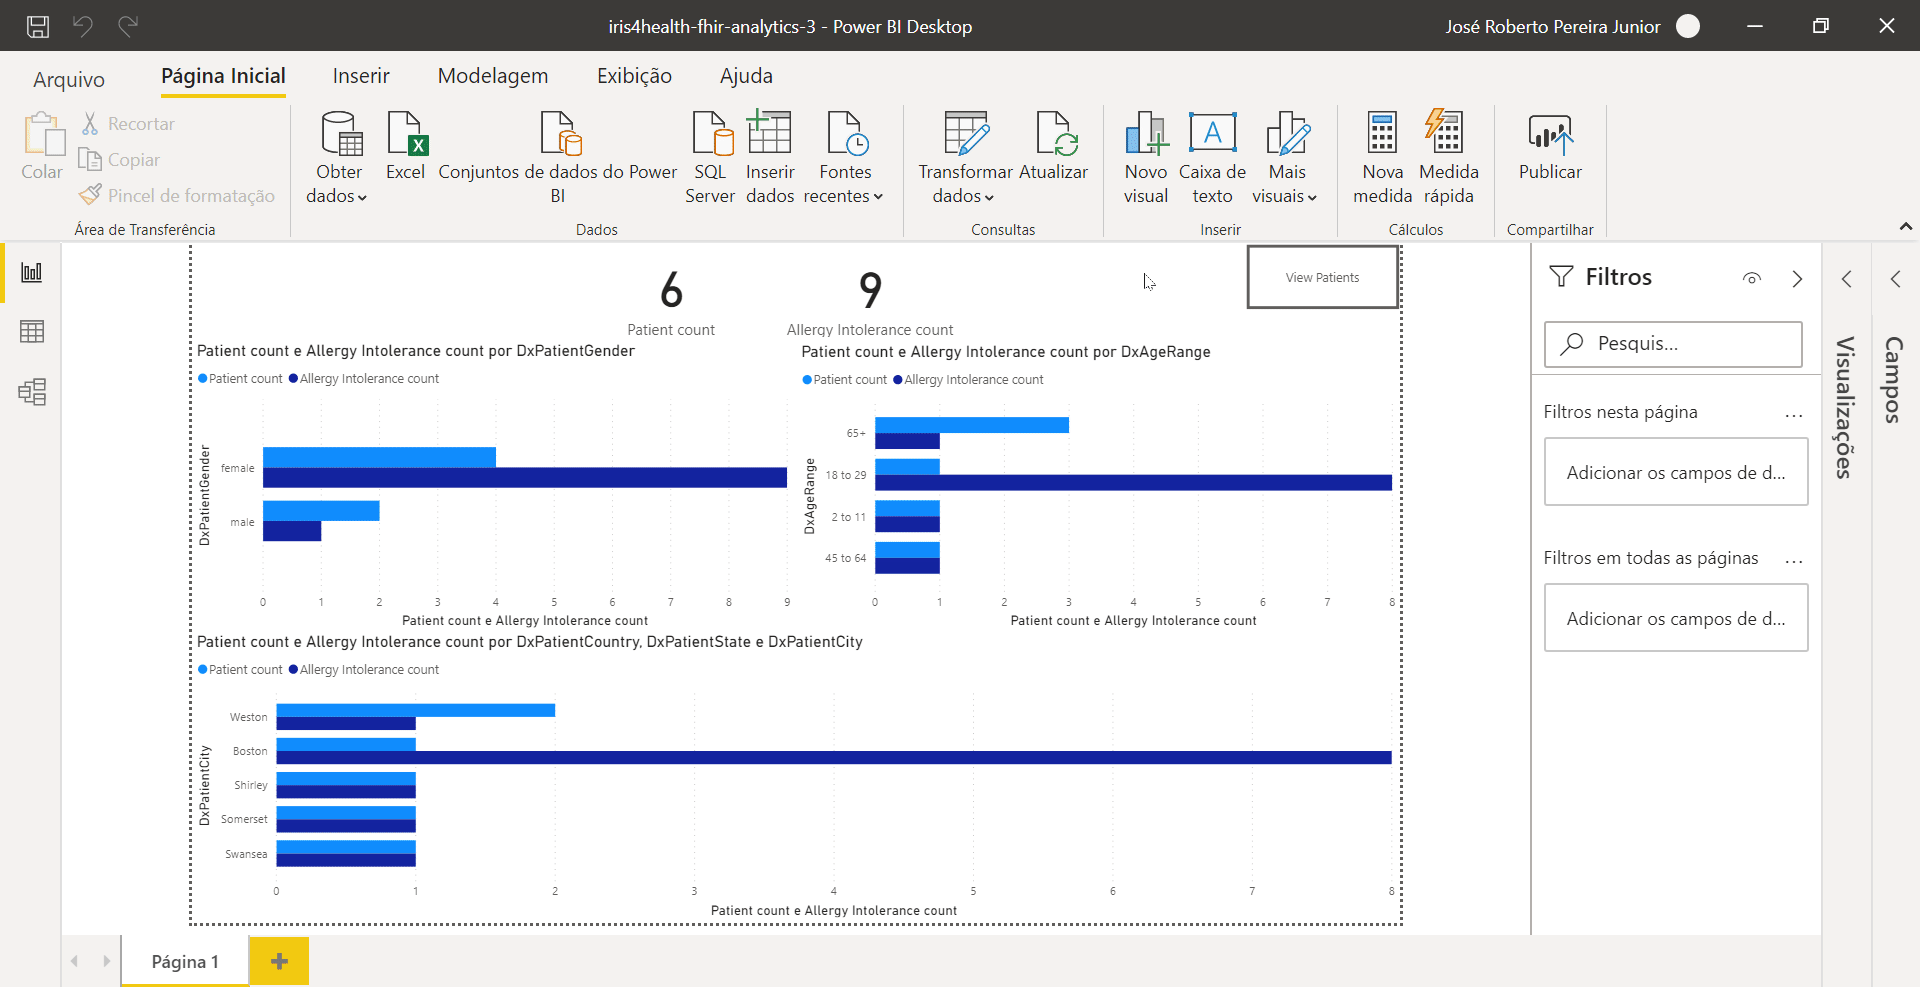 iris4health-fhir-analytics-3 - Power BI Desktop
José Roberto Pereira Junior
Arquivo
Página Inicial
Inserir
Modelagem
Exibição
Ajuda
Colar
Recortar
Copiar
Pincel de formatação
Área de Transferência
Obter
dados
Excel
Conjuntos de dados do Power
BI
SQL
Server
Inserir
dados
Fontes
recentes
Dados
Transformar
dados
Atualizar
Consultas
Novo
visual
Caixa de
texto
Mais
visuais
Inserir
Nova
medida
Medida
rápida
Cálculos
Publicar
Compartilhar
6
Patient count
9
Allergy Intolerance count
View Patients
Patient count e Allergy Intolerance count por DxPatientGender
Patient count
Allergy Intolerance count
DxPatientGender
female
male
0 1 2 3 4 5 6 7 8 9
Patient count e Allergy Intolerance count
Patient count e Allergy Intolerance count por DxAgeRange
Patient count
Allergy Intolerance count
DxAgeRange
65+
18 to 29
2 to 11
45 to 64
0 1 2 3 4 5 6 7 8
Patient count e Allergy Intolerance count
Patient count e Allergy Intolerance count por DxPatientCountry, DxPatientState e DxPatientCity
Patient count
Allergy Intolerance count
DxPatientCity
Weston
Boston
Shirley
Somerset
Swansea
0 1 2 3 4 5 6 7 8
Patient count e Allergy Intolerance count
Filtros
Pesquis...
Filtros nesta página
...
Adicionar os campos de d...
Filtros em todas as páginas
...
Adicionar os campos de d...
Visualizações
Campos
Página 1